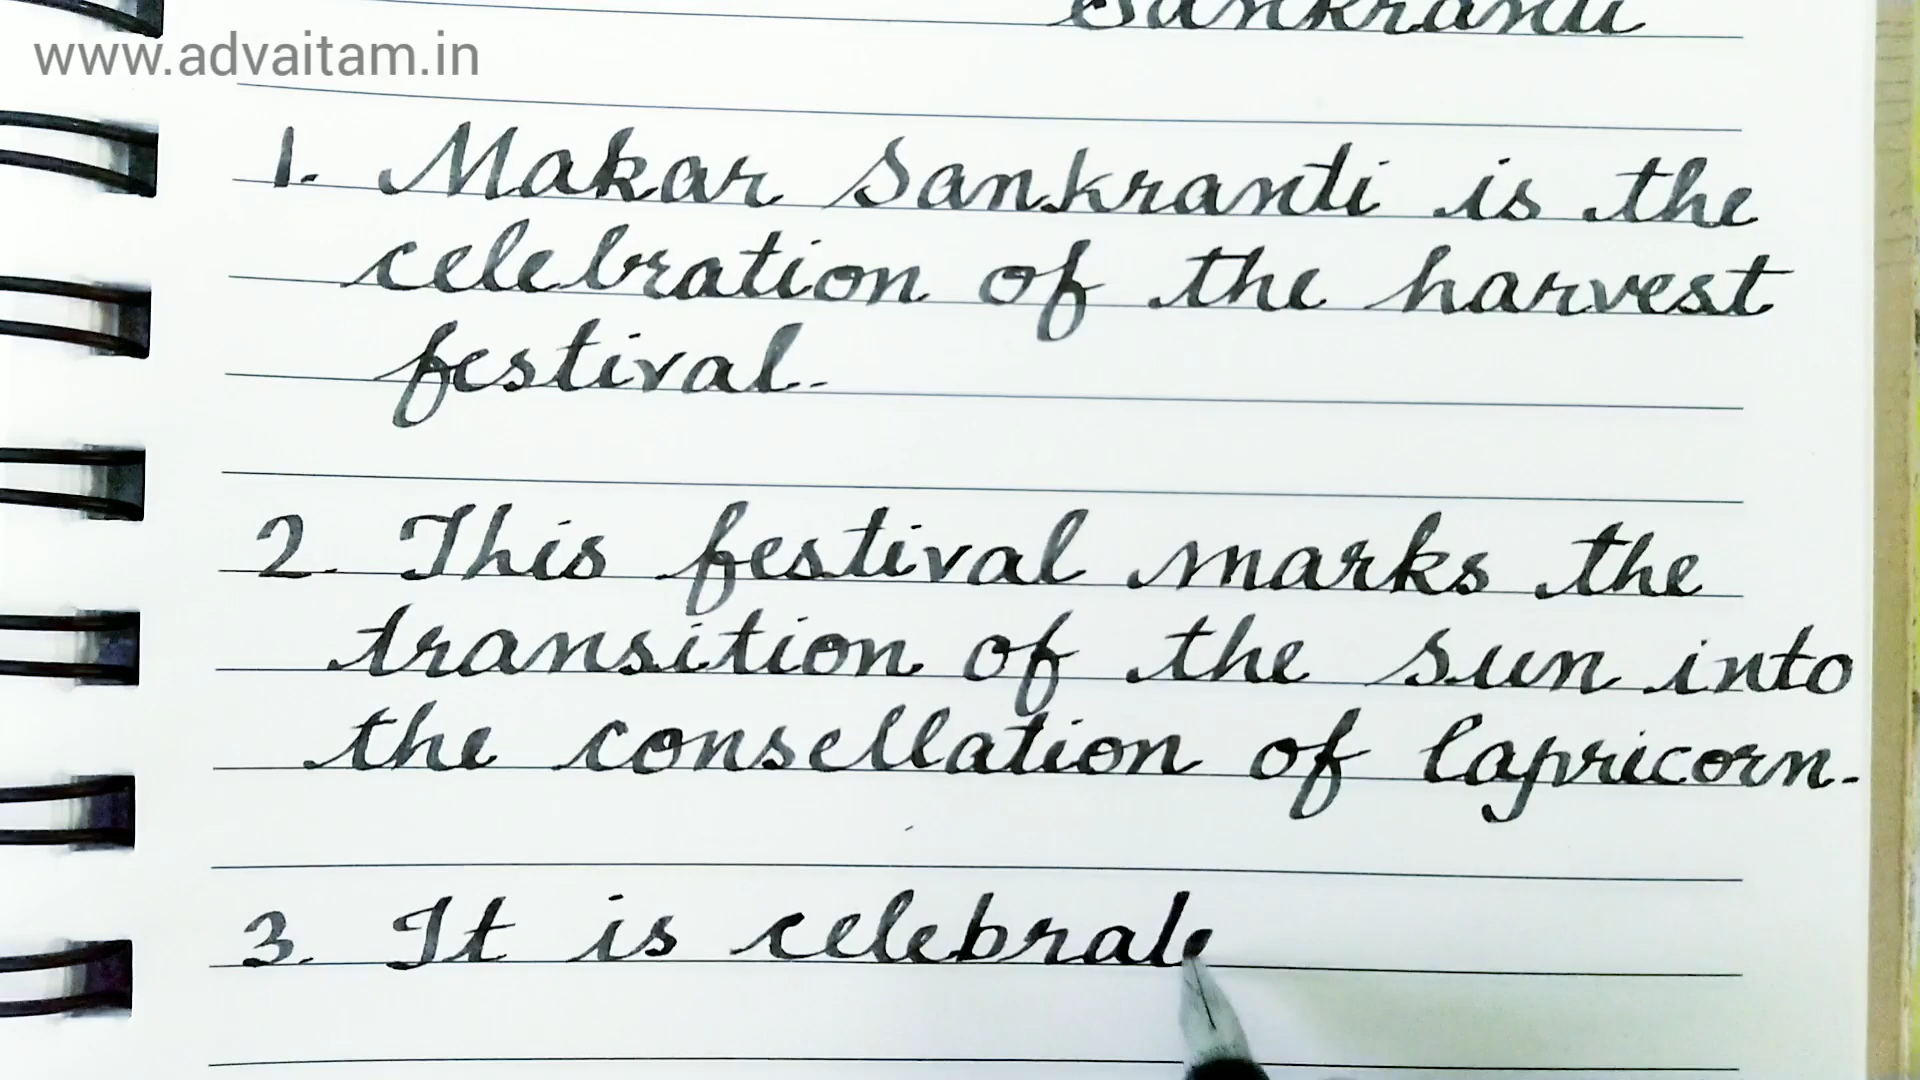 Sankranti
www.advaitam.in
1. Makar Sankranti is the
celebration of the harvest
festival.
2. This festival marks the
transition of the sun into
the consellation of Capricorn.
3. It is celebrate